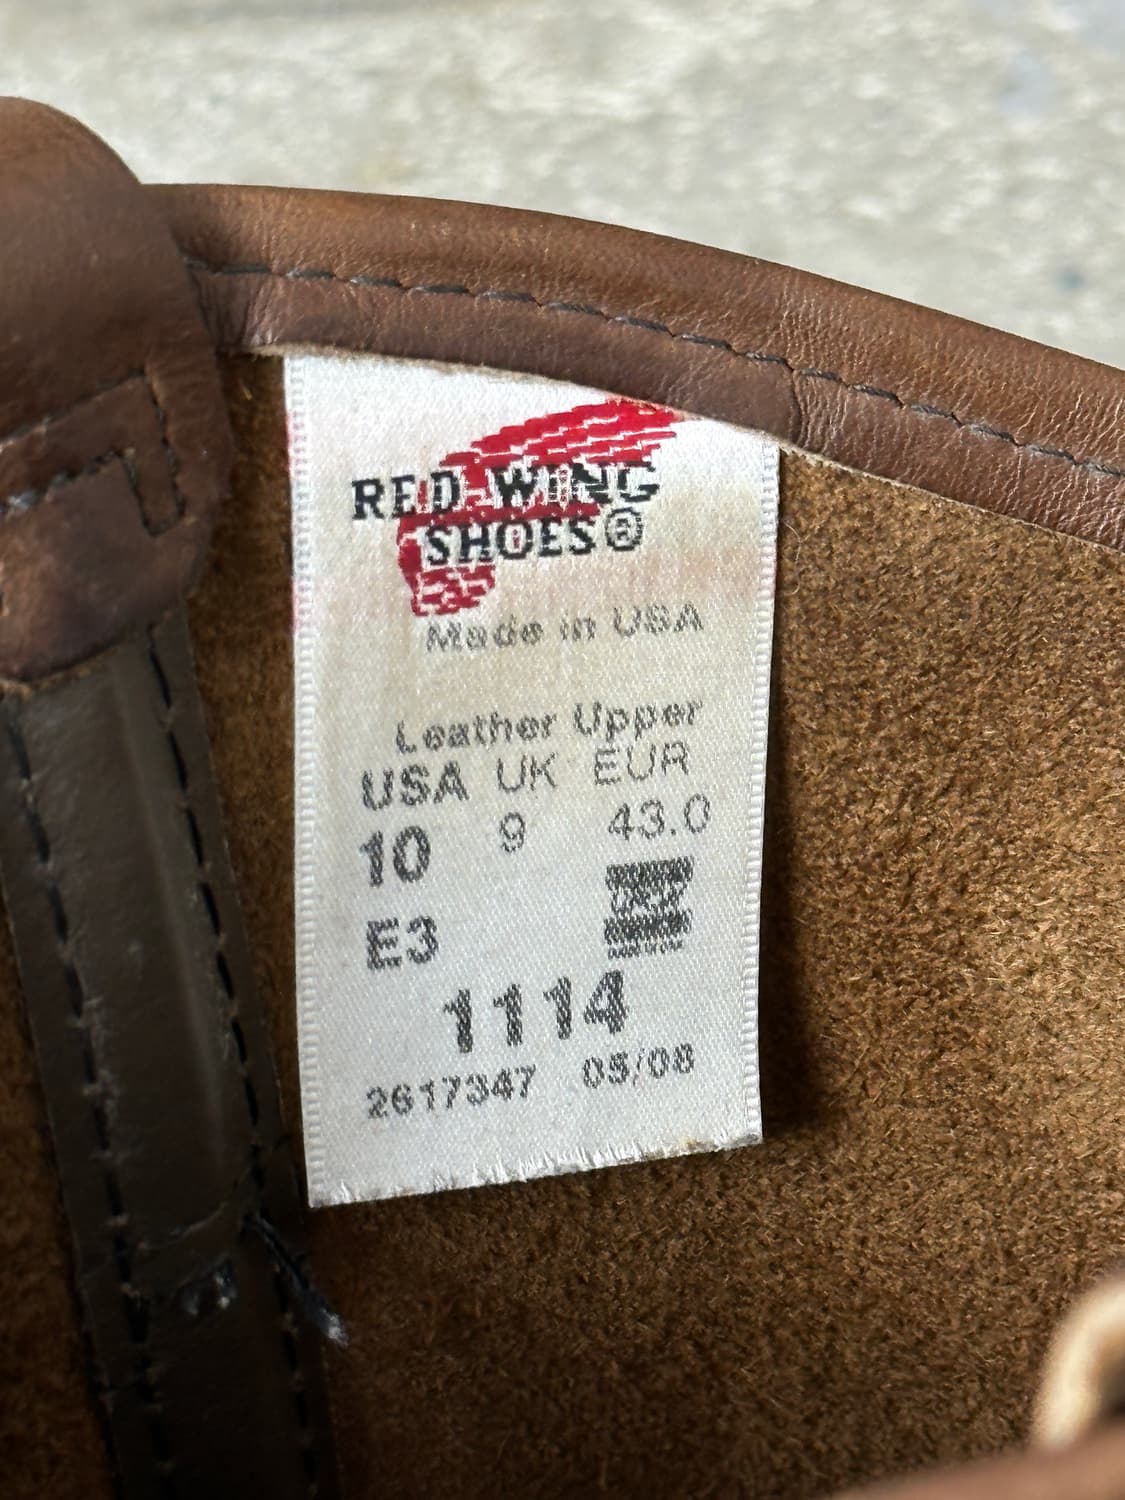 RED WING
SHOES®
Made in USA
Leather Upper
USA UK EUR
10 9 43.0
E3
1114
2617347 05/08